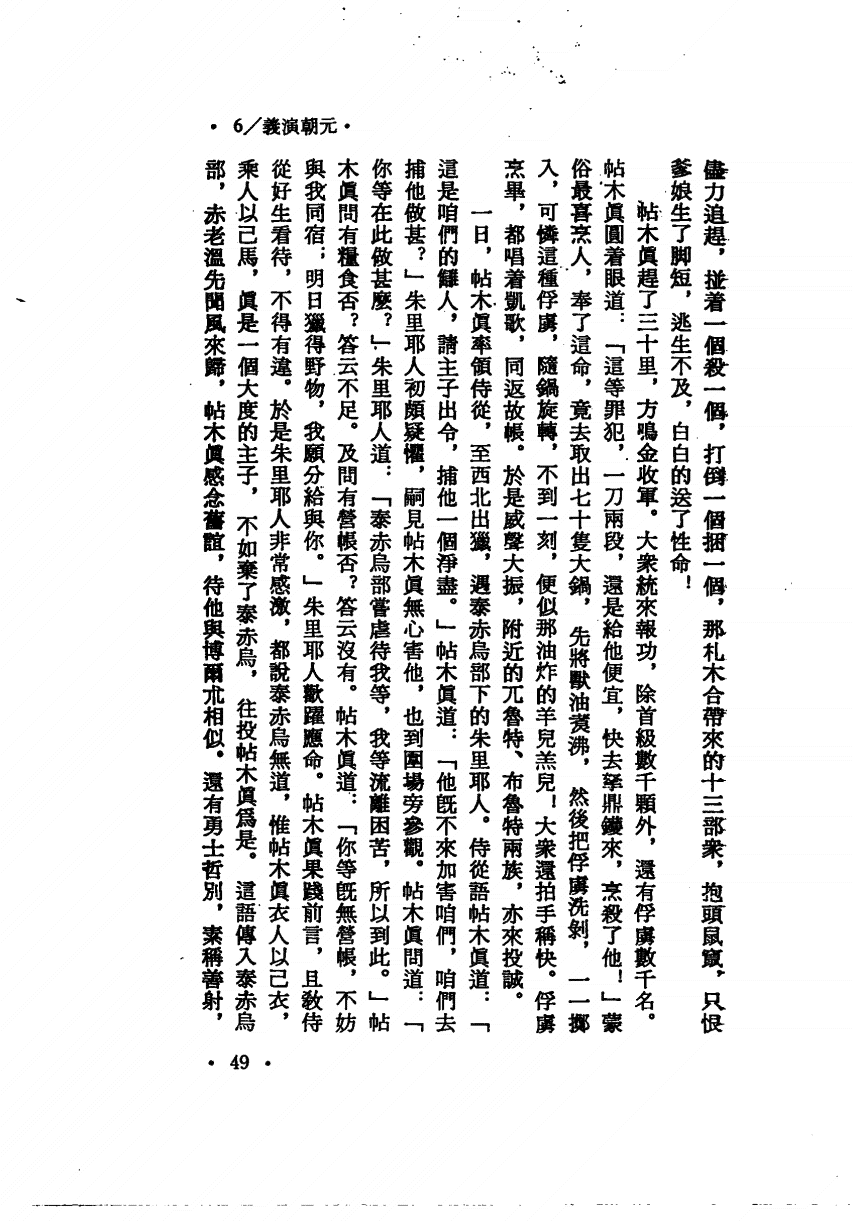 •元朝演義／6 •
儘力追趕，揰着一個殺一個，打倒一個捆一個，那札木合帶來的十三部衆，抱頭鼠竄，只恨
爹娘生了脚短，逃生不及，白白的送了性命！
帖木眞趕了三十里，方鳴金收軍。大衆統來報功，除首級數千顆外，還有俘虜數千名。
帖木眞圓着眼道：「這等罪犯，一刀兩段，還是給他便宜，快去拏鼎鑊來，烹殺了他！」蒙
俗最喜烹人，奉了這命，竟去取出七十隻大鍋，先將獸油煑沸，然後把俘虜洗剝，一一擲
入，可憐這種俘虜，隨鍋旋轉，不到一刻，便似那油炸的羊兒羔兒！大衆還拍手稱快。俘虜
烹畢，都唱着凱歌，同返故帳。於是威聲大振，附近的兀魯特、布魯特兩族，亦來投誠。
一日，帖木眞率領侍從，至西北出獵，遇泰赤烏部下的朱里耶人。侍從語帖木眞道：「
這是咱們的讎人，請主子出令，捕他一個淨盡。」帖木眞道：「他旣不來加害咱們，咱們去
捕他做甚？」朱里耶人初頗疑懼，嗣見帖木眞無心害他，也到圍場旁參觀。帖木眞問道：「
你等在此做甚麼？」朱里耶人道：「泰赤烏部嘗虐待我等，我等流離困苦，所以到此。」帖
木眞問有糧食否？答云不足。及問有營帳否？答云沒有。帖木眞道：「你等旣無營帳，不妨
與我同宿；明日獵得野物，我願分給與你。」朱里耶人歡躍應命。帖木眞果踐前言，且敎侍
從好生看待，不得有違。於是朱里耶人非常感激，都說泰赤烏無道，惟帖木眞衣人以己衣，
乘人以己馬，眞是一個大度的主子，不如棄了泰赤烏，往投帖木眞爲是。這語傳入泰赤烏
部，赤老溫先聞風來歸，帖木眞感念舊誼，待他與博爾朮相似。還有勇士哲別，素稱善射，
• 49 •